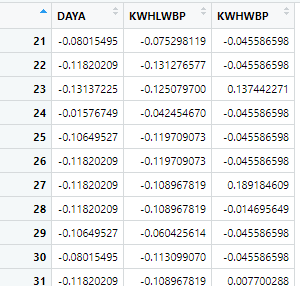 DAYA KWHLWBP KWHWBP
21 -0.08015495 -0.075298119 -0.045586598
22 -0.11820209 -0.131276577 -0.045586598
23 -0.13137225 -0.125079700 0.137442271
24 -0.01576749 -0.042454670 -0.045586598
25 -0.10649527 -0.119709073 -0.045586598
26 -0.11820209 -0.119709073 -0.045586598
27 -0.11820209 -0.108967819 0.189184609
28 -0.11820209 -0.108967819 -0.014695649
29 -0.10649527 -0.060425614 -0.045586598
30 -0.08015495 -0.113099070 -0.045586598
31 -0.11820209 -0.108967819 0.007700288